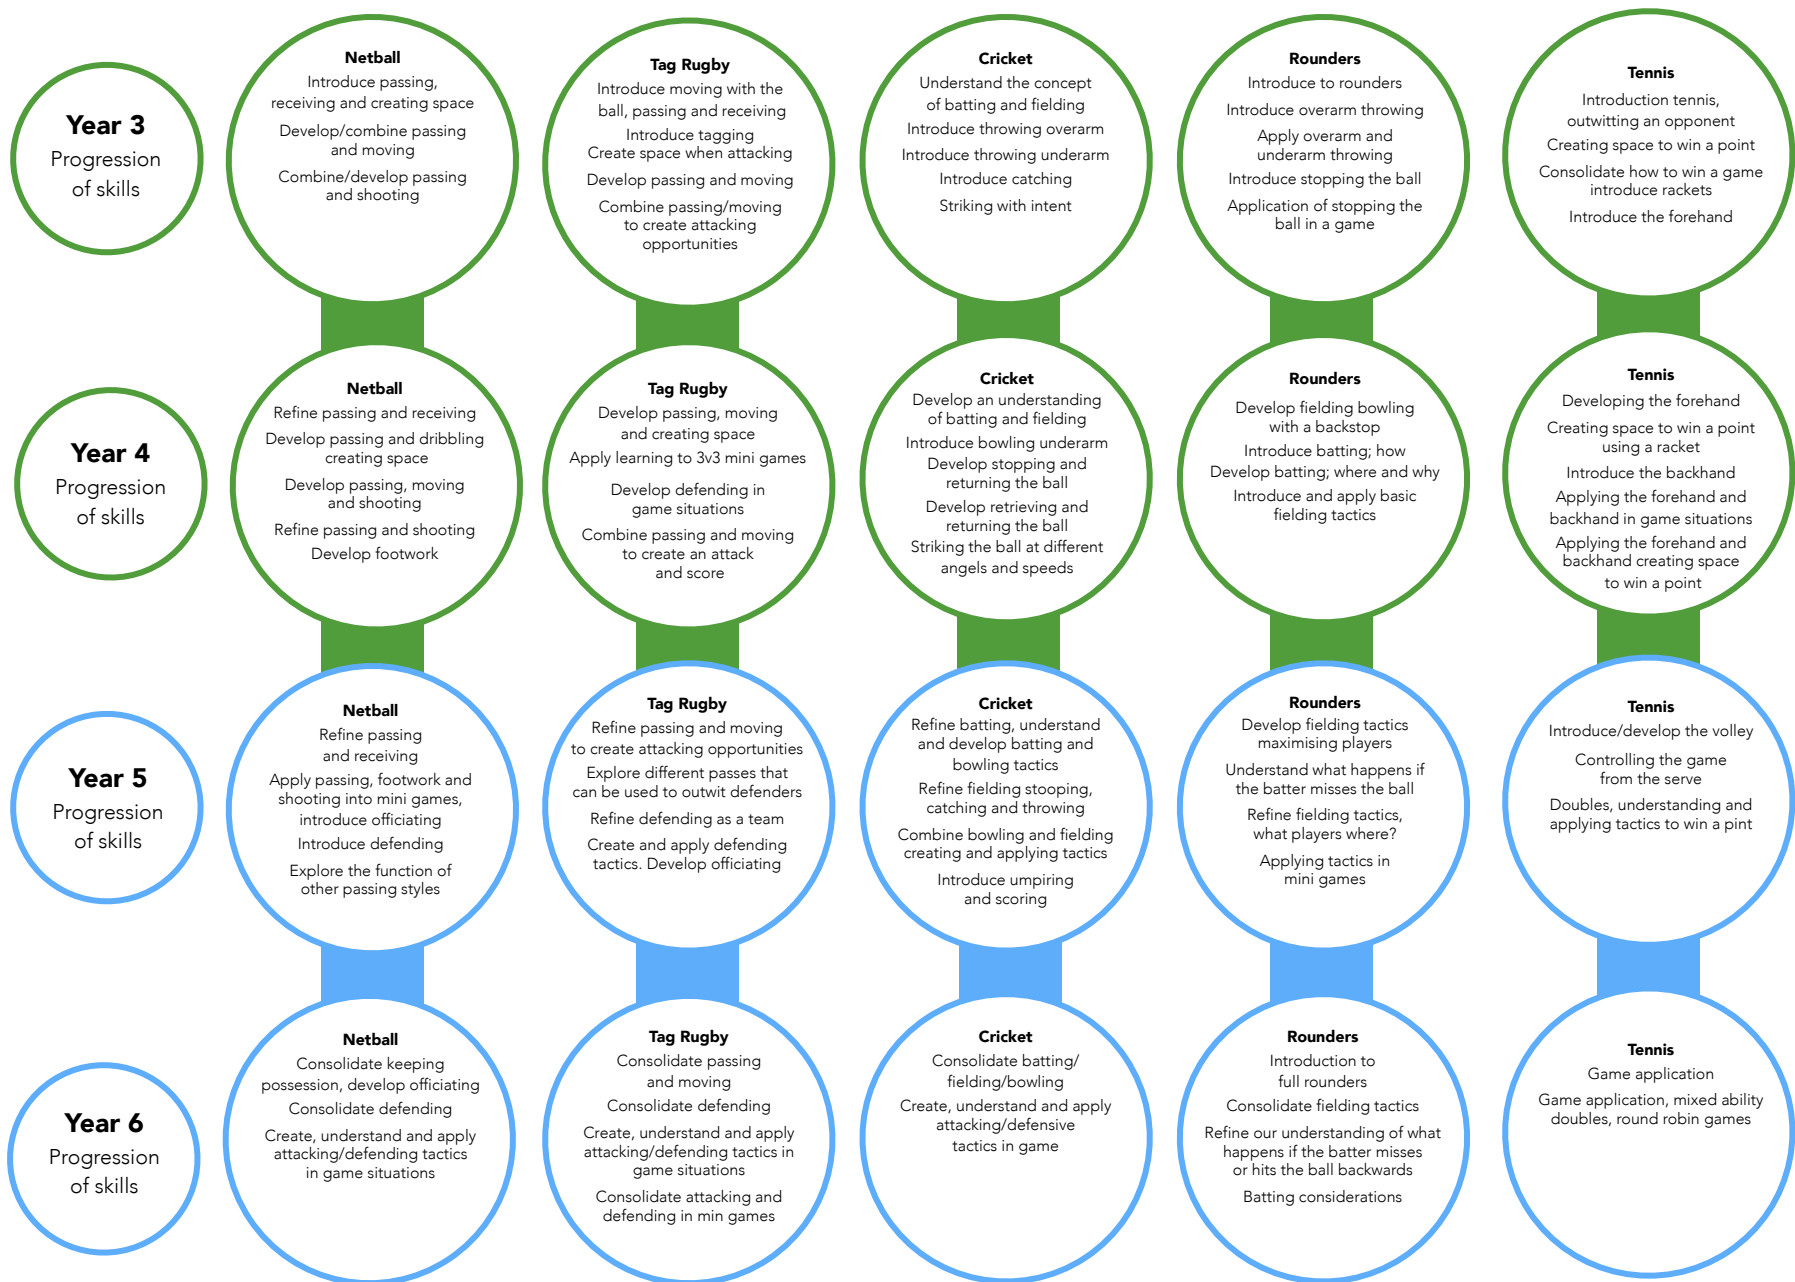 Year 3
Progression
of skills
Netball
Introduce passing,
receiving and creating space
Develop/combine passing
and moving
Combine/develop passing
and shooting
Tag Rugby
Introduce moving with the
ball, passing and receiving
Introduce tagging
Create space when attacking
Develop passing and moving
Combine passing/moving
to create attacking
opportunities
Cricket
Understand the concept
of batting and fielding
Introduce throwing overarm
Introduce throwing underarm
Introduce catching
Striking with intent
Rounders
Introduce to rounders
Introduce overarm throwing
Apply overarm and
underarm throwing
Introduce stopping the ball
Application of stopping the
ball in a game
Tennis
Introduction tennis,
outwitting an opponent
Creating space to win a point
Consolidate how to win a game
introduce rackets
Introduce the forehand
Year 4
Progression
of skills
Netball
Refine passing and receiving
Develop passing and dribbling
creating space
Develop passing, moving
and shooting
Refine passing and shooting
Develop footwork
Tag Rugby
Develop passing, moving
and creating space
Apply learning to 3v3 mini games
Develop defending in
game situations
Combine passing and moving
to create an attack
and score
Cricket
Develop an understanding
of batting and fielding
Introduce bowling underarm
Develop stopping and
returning the ball
Develop retrieving and
returning the ball
Striking the ball at different
angels and speeds
Rounders
Develop fielding bowling
with a backstop
Introduce batting; how
Develop batting; where and why
Introduce and apply basic
fielding tactics
Tennis
Developing the forehand
Creating space to win a point
using a racket
Introduce the backhand
Applying the forehand and
backhand in game situations
Applying the forehand and
backhand creating space
to win a point
Year 5
Progression
of skills
Netball
Refine passing
and receiving
Apply passing, footwork and
shooting into mini games,
introduce officiating
Introduce defending
Explore the function of
other passing styles
Tag Rugby
Refine passing and moving
to create attacking opportunities
Explore different passes that
can be used to outwit defenders
Refine defending as a team
Create and apply defending
tactics. Develop officiating
Cricket
Refine batting, understand
and develop batting and
bowling tactics
Refine fielding stooping,
catching and throwing
Combine bowling and fielding
creating and applying tactics
Introduce umpiring
and scoring
Rounders
Develop fielding tactics
maximising players
Understand what happens if
the batter misses the ball
Refine fielding tactics,
what players where?
Applying tactics in
mini games
Tennis
Introduce/develop the volley
Controlling the game
from the serve
Doubles, understanding and
applying tactics to win a pint
Year 6
Progression
of skills
Netball
Consolidate keeping
possession, develop officiating
Consolidate defending
Create, understand and apply
attacking/defending tactics
in game situations
Tag Rugby
Consolidate passing
and moving
Consolidate defending
Create, understand and apply
attacking/defending tactics in
game situations
Consolidate attacking and
defending in min games
Cricket
Consolidate batting/
fielding/bowling
Create, understand and apply
attacking/defensive
tactics in game
Rounders
Introduction to
full rounders
Consolidate fielding tactics
Refine our understanding of what
happens if the batter misses
or hits the ball backwards
Batting considerations
Tennis
Game application
Game application, mixed ability
doubles, round robin games